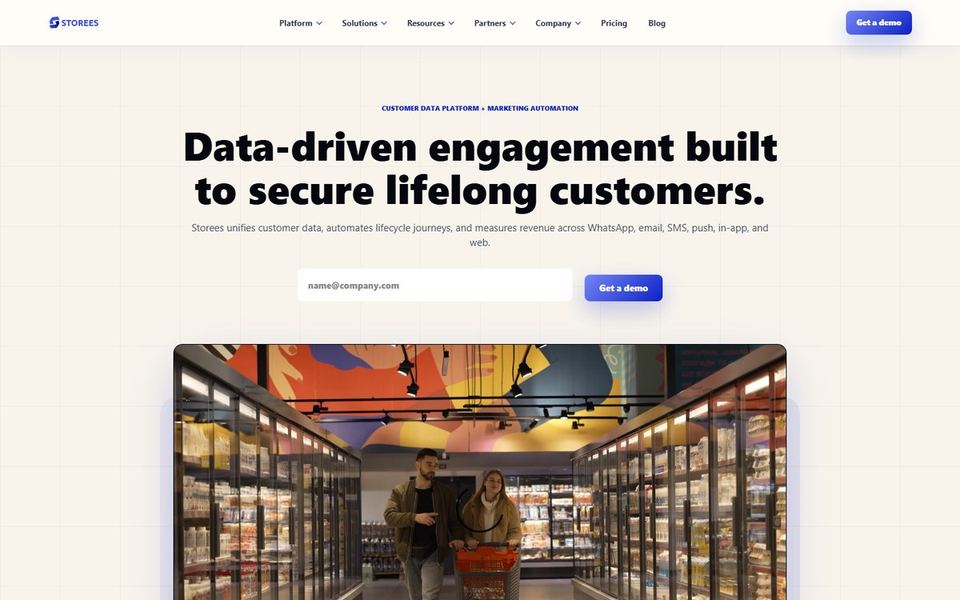 STOREES
Platform
Solutions
Resources
Partners
Company
Pricing
Blog
Get a demo
CUSTOMER DATA PLATFORM + MARKETING AUTOMATION
Data-driven engagement built
to secure lifelong customers.
Storees unifies customer data, automates lifecycle journeys, and measures revenue across WhatsApp, email, SMS, push, in-app, and
web.
name@company.com
Get a demo